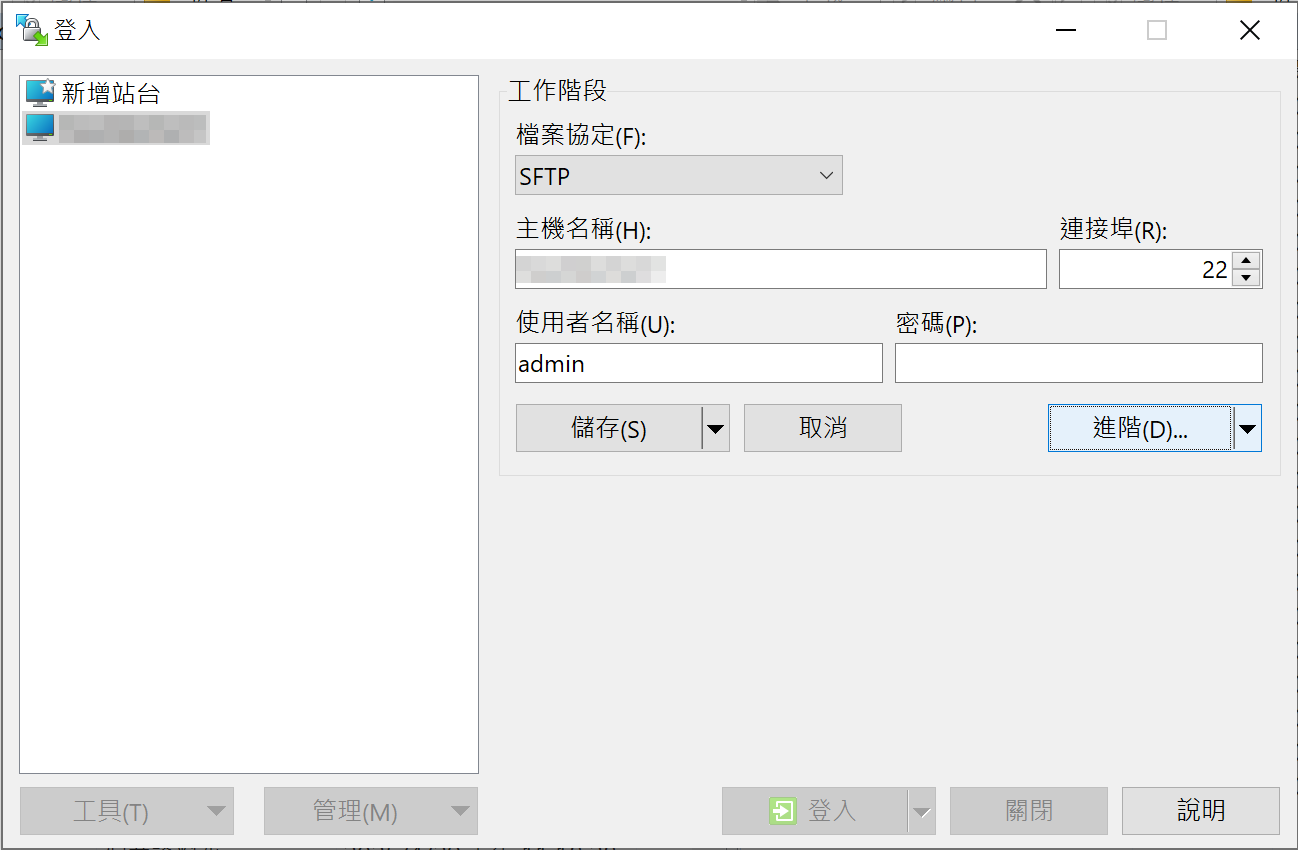 登入
新增站台
工作階段
檔案協定(F):
SFTP
主機名稱(H):
連接埠(R):
22
使用者名稱(U):
密碼(P):
admin
儲存(S)
取消
進階(D)...
工具(T)
管理(M)
登入
關閉
說明